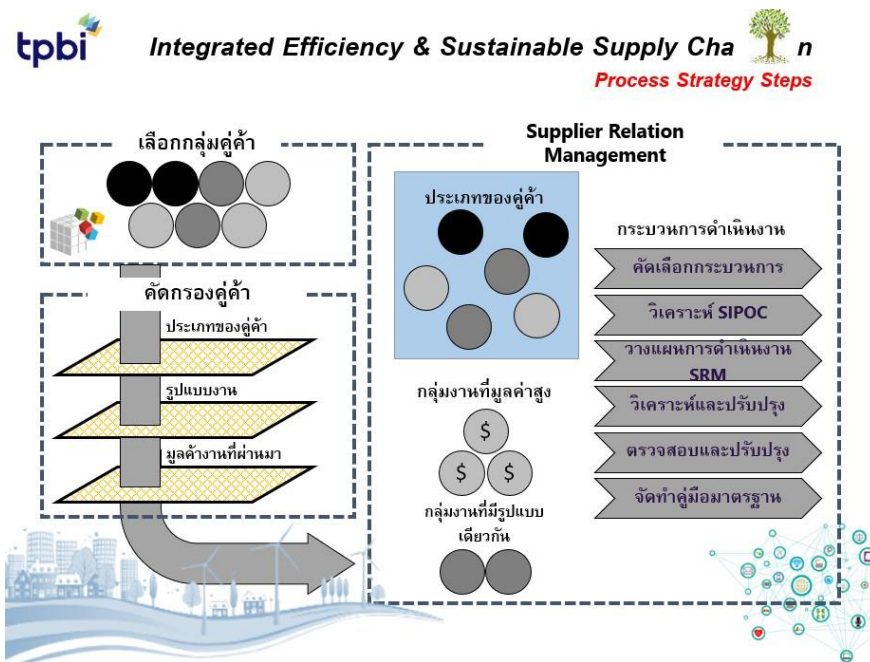 tpbi
Integrated Efficiency & Sustainable Supply Cha n
Process Strategy Steps
เลือกกลุ่มคู่ค้า
คัดกรองคู่ค้า
ประเภทของคู่ค้า
รูปแบบงาน
มูลค้างานที่ผ่านมา
Supplier Relation
Management
ประเภทของคู่ค้า
กลุ่มงานที่มูลค่าสูง
$
$ $
กลุ่มงานที่มีรูปแบบ
เดียวกัน
กระบวนการดำเนินงาน
คัดเลือกกระบวนการ
วิเคราะห์ SIPOC
วางแผนการดำเนินงาน
SRM
วิเคราะห์และปรับปรุง
ตรวจสอบและปรับปรุง
จัดทำคู่มือมาตรฐาน